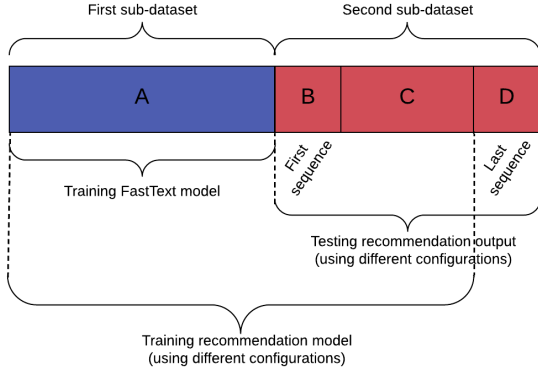 First sub-dataset
Second sub-dataset
A
B
C
D
First
sequence
Last
sequence
Training FastText model
Testing recommendation output
(using different configurations)
Training recommendation model
(using different configurations)